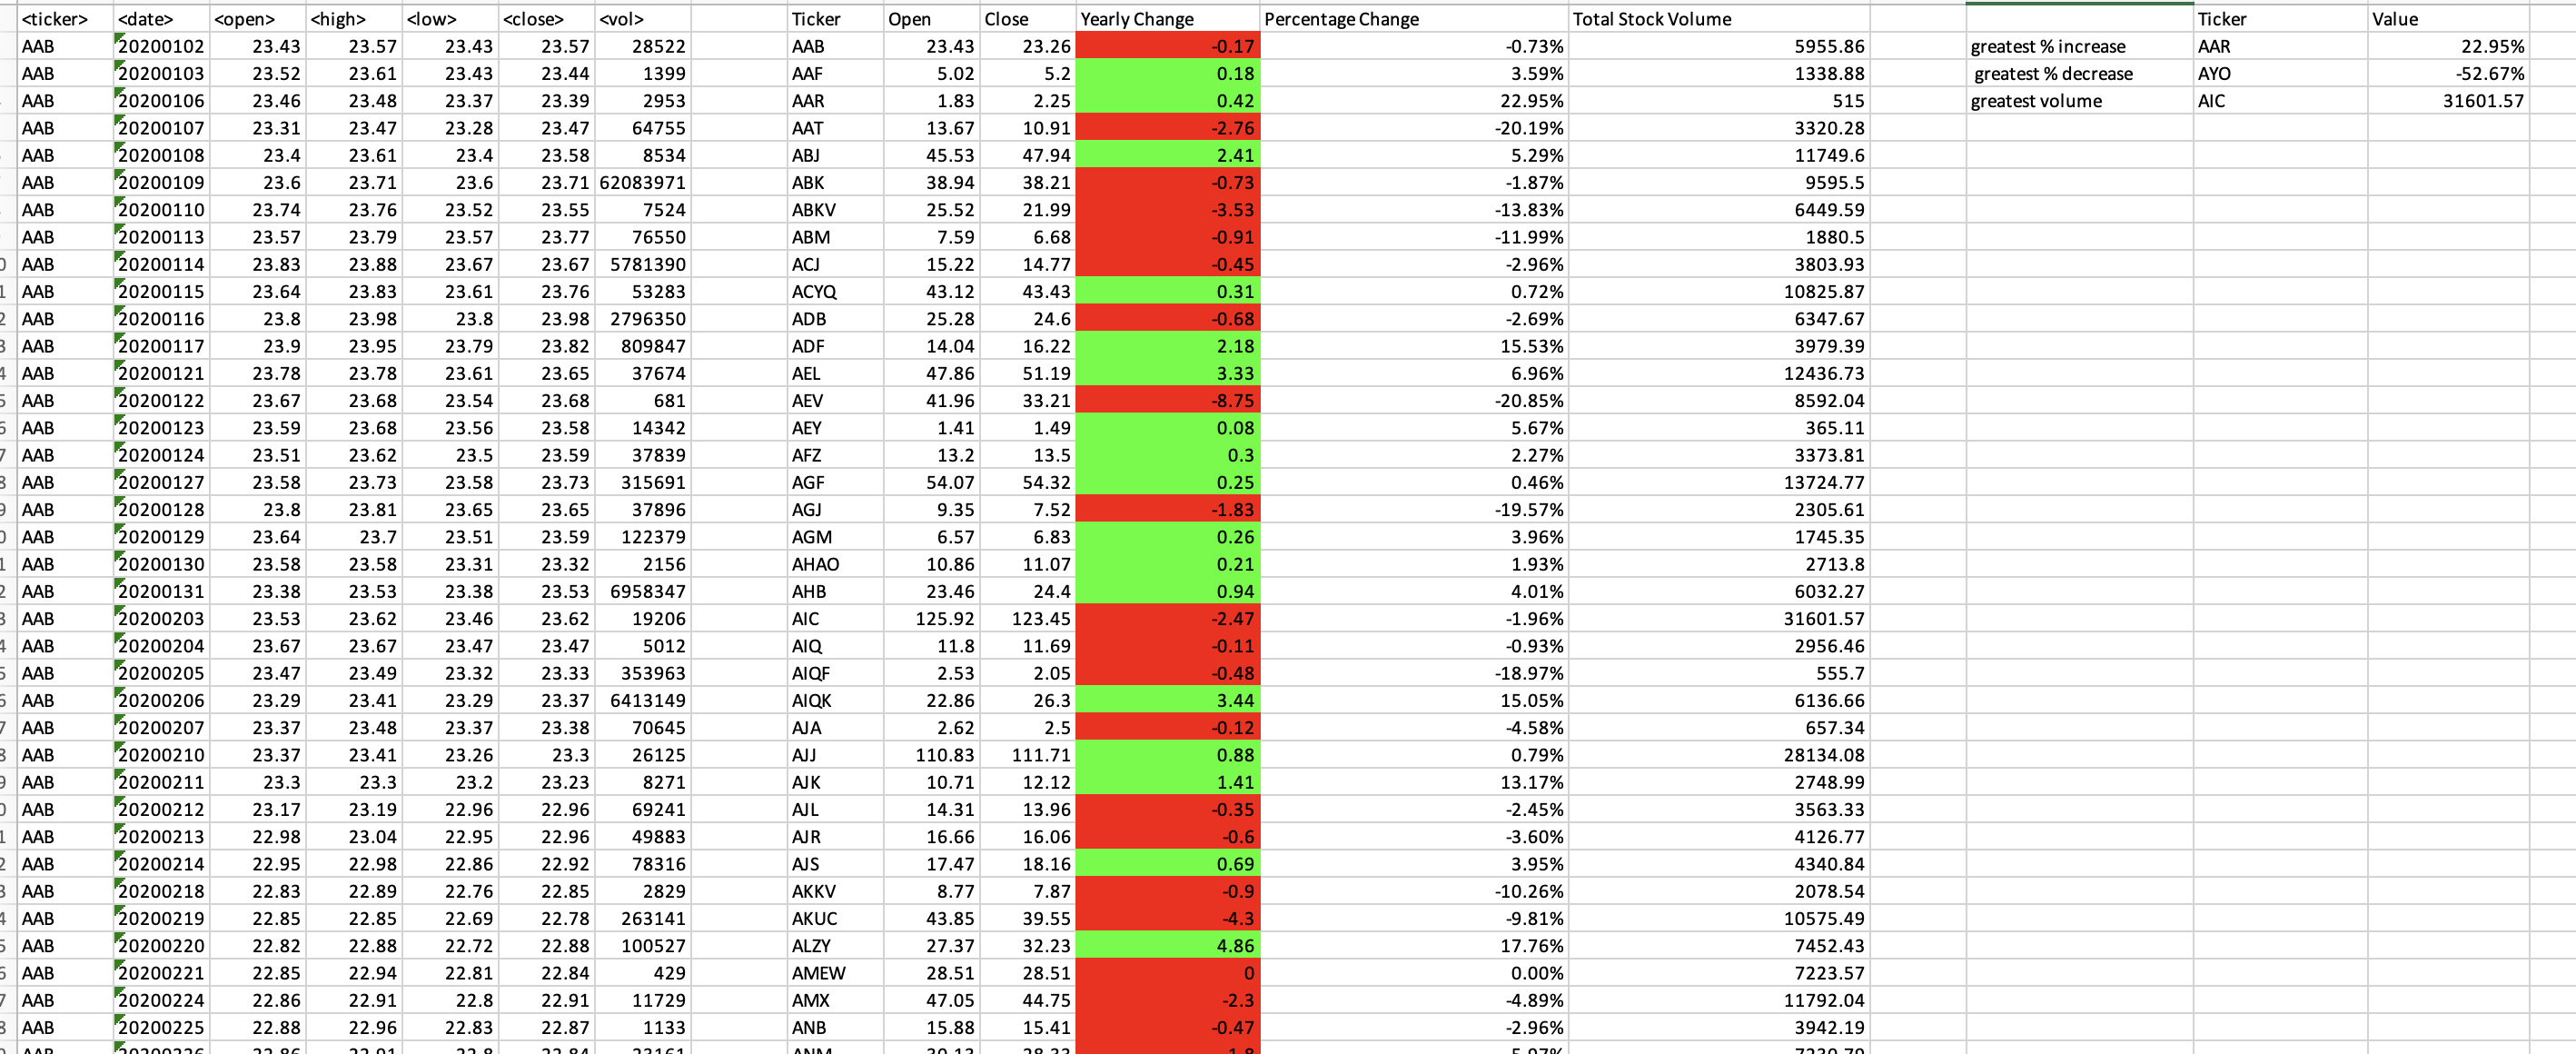 <ticker> <date> <open> <high> <low> <close> <vol> Ticker Open Close Yearly Change Percentage Change Total Stock Volume Ticker Value
AAB 20200102 23.43 23.57 23.43 23.57 28522 AAB 23.43 23.26 -0.17 -0.73% 5955.86 greatest % increase AAR 22.95%
AAB 20200103 23.52 23.61 23.43 23.44 1399 AAF 5.02 5.2 0.18 3.59% 1338.88 greatest % decrease AYO -52.67%
AAB 20200106 23.46 23.48 23.37 23.39 2953 AAR 1.83 2.25 0.42 22.95% 515 greatest volume AIC 31601.57
AAB 20200107 23.31 23.47 23.28 23.47 64755 AAT 13.67 10.91 -2.76 -20.19% 3320.28
AAB 20200108 23.4 23.61 23.4 23.58 8534 ABJ 45.53 47.94 2.41 5.29% 11749.6
AAB 20200109 23.6 23.71 23.6 23.71 62083971 ABK 38.94 38.21 -0.73 -1.87% 9595.5
AAB 20200110 23.74 23.76 23.52 23.55 7524 ABKV 25.52 21.99 -3.53 -13.83% 6449.59
AAB 20200113 23.57 23.79 23.57 23.77 76550 ABM 7.59 6.68 -0.91 -11.99% 1880.5
AAB 20200114 23.83 23.88 23.67 23.67 5781390 ACJ 15.22 14.77 -0.45 -2.96% 3803.93
AAB 20200115 23.64 23.83 23.61 23.76 53283 ACYQ 43.12 43.43 0.31 0.72% 10825.87
AAB 20200116 23.8 23.98 23.8 23.98 2796350 ADB 25.28 24.6 -0.68 -2.69% 6347.67
AAB 20200117 23.9 23.95 23.79 23.82 809847 ADF 14.04 16.22 2.18 15.53% 3979.39
AAB 20200121 23.78 23.78 23.61 23.65 37674 AEL 47.86 51.19 3.33 6.96% 12436.73
AAB 20200122 23.67 23.68 23.54 23.68 681 AEV 41.96 33.21 -8.75 -20.85% 8592.04
AAB 20200123 23.59 23.68 23.56 23.58 14342 AEY 1.41 1.49 0.08 5.67% 365.11
AAB 20200124 23.51 23.62 23.5 23.59 37839 AFZ 13.2 13.5 0.3 2.27% 3373.81
AAB 20200127 23.58 23.73 23.58 23.73 315691 AGF 54.07 54.32 0.25 0.46% 13724.77
AAB 20200128 23.8 23.81 23.65 23.65 37896 AGJ 9.35 7.52 -1.83 -19.57% 2305.61
AAB 20200129 23.64 23.7 23.51 23.59 122379 AGM 6.57 6.83 0.26 3.96% 1745.35
AAB 20200130 23.58 23.58 23.31 23.32 2156 AHAO 10.86 11.07 0.21 1.93% 2713.8
AAB 20200131 23.38 23.53 23.38 23.53 6958347 AHB 23.46 24.4 0.94 4.01% 6032.27
AAB 20200203 23.53 23.62 23.46 23.62 19206 AIC 125.92 123.45 -2.47 -1.96% 31601.57
AAB 20200204 23.67 23.67 23.47 23.47 5012 AIQ 11.8 11.69 -0.11 -0.93% 2956.46
AAB 20200205 23.47 23.49 23.32 23.33 353963 AIQF 2.53 2.05 -0.48 -18.97% 555.7
AAB 20200206 23.29 23.41 23.29 23.37 6413149 AIQK 22.86 26.3 3.44 15.05% 6136.66
AAB 20200207 23.37 23.48 23.37 23.38 70645 AJA 2.62 2.5 -0.12 -4.58% 657.34
AAB 20200210 23.37 23.41 23.26 23.3 26125 AJJ 110.83 111.71 0.88 0.79% 28134.08
AAB 20200211 23.3 23.3 23.2 23.23 8271 AJK 10.71 12.12 1.41 13.17% 2748.99
AAB 20200212 23.17 23.19 22.96 22.96 69241 AJL 14.31 13.96 -0.35 -2.45% 3563.33
AAB 20200213 22.98 23.04 22.95 22.96 49883 AJR 16.66 16.06 -0.6 -3.60% 4126.77
AAB 20200214 22.95 22.98 22.86 22.92 78316 AJS 17.47 18.16 0.69 3.95% 4340.84
AAB 20200218 22.83 22.89 22.76 22.85 2829 AKKV 8.77 7.87 -0.9 -10.26% 2078.54
AAB 20200219 22.85 22.85 22.69 22.78 263141 AKUC 43.85 39.55 -4.3 -9.81% 10575.49
AAB 20200220 22.82 22.88 22.72 22.88 100527 ALZY 27.37 32.23 4.86 17.76% 7452.43
AAB 20200221 22.85 22.94 22.81 22.84 429 AMEW 28.51 28.51 0 0.00% 7223.57
AAB 20200224 22.86 22.91 22.8 22.91 11729 AMX 47.05 44.75 -2.3 -4.89% 11792.04
AAB 20200225 22.88 22.96 22.83 22.87 1133 ANB 15.88 15.41 -0.47 -2.96% 3942.19